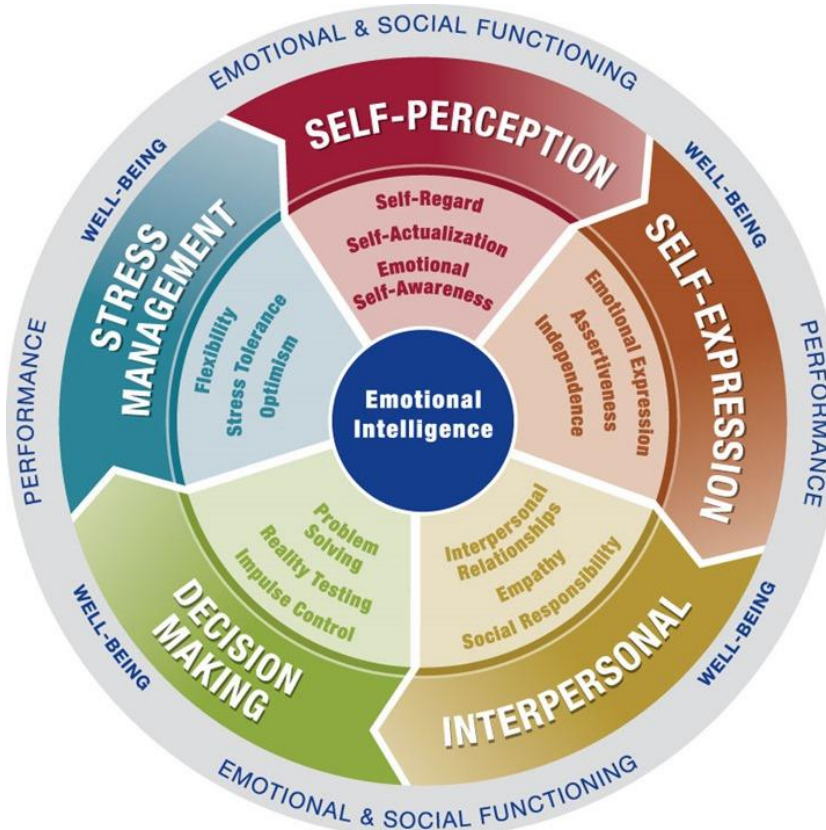 EMOTIONAL & SOCIAL FUNCTIONING
WELL-BEING
WELL-BEING
PERFORMANCE
PERFORMANCE
SELF-PERCEPTION
Self-Regard
Self-Actualization
Emotional
Self-Awareness
SELF-EXPRESSION
Emotional Expression
Assertiveness
Independence
STRESS
MANAGEMENT
Flexibility
Stress Tolerance
Optimism
Emotional
Intelligence
INTERPERSONAL
Interpersonal
Relationships
Empathy
Social Responsibility
DECISION
MAKING
Problem
Solving
Reality Testing
Impulse Control
WELL-BEING
WELL-BEING
EMOTIONAL & SOCIAL FUNCTIONING